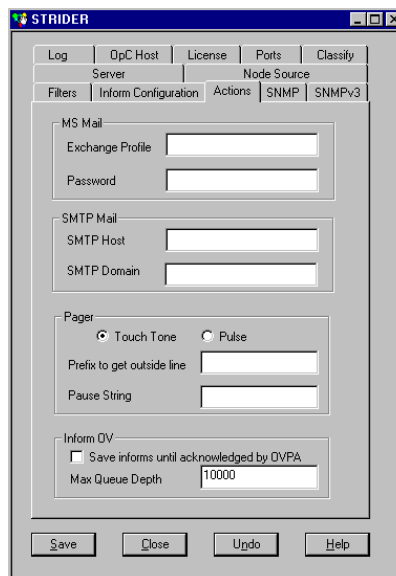 STRIDER
Log OpC Host License Ports Classify
Server Node Source
Filters Inform Configuration Actions SNMP SNMPv3
MS Mail
Exchange Profile
Password
SMTP Mail
SMTP Host
SMTP Domain
Pager
Touch Tone Pulse
Prefix to get outside line
Pause String
Inform OV
Save informs until acknowledged by OVPA
Max Queue Depth 10000
Save Close Undo Help